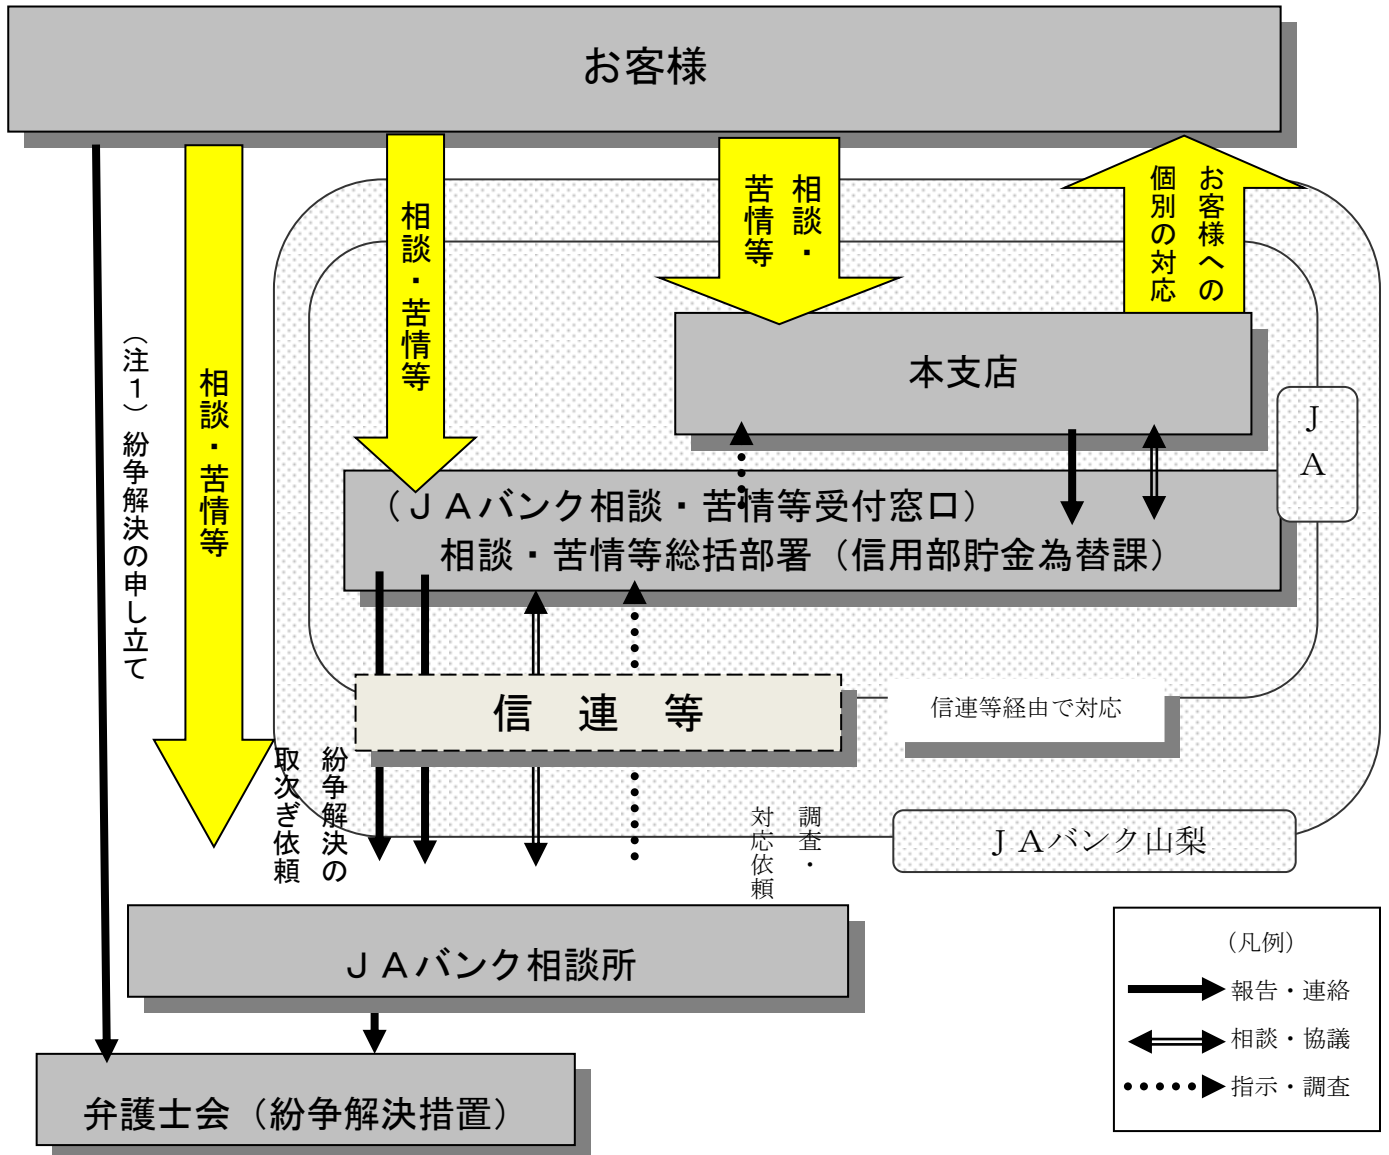 お客様
相談・苦情等
相談・
苦情等
お客様への
個別の対応
(注1)紛争解決の申し立て
相談・苦情等
本支店
JA
(JAバンク相談・苦情等受付窓口)
相談・苦情等総括部署(信用部貯金為替課)
信 連 等
信連等経由で対応
紛争解決の
取次ぎ依頼
調査・
対応依頼
JAバンク山梨
JAバンク相談所
弁護士会(紛争解決措置)
(凡例)
報告・連絡
相談・協議
指示・調査